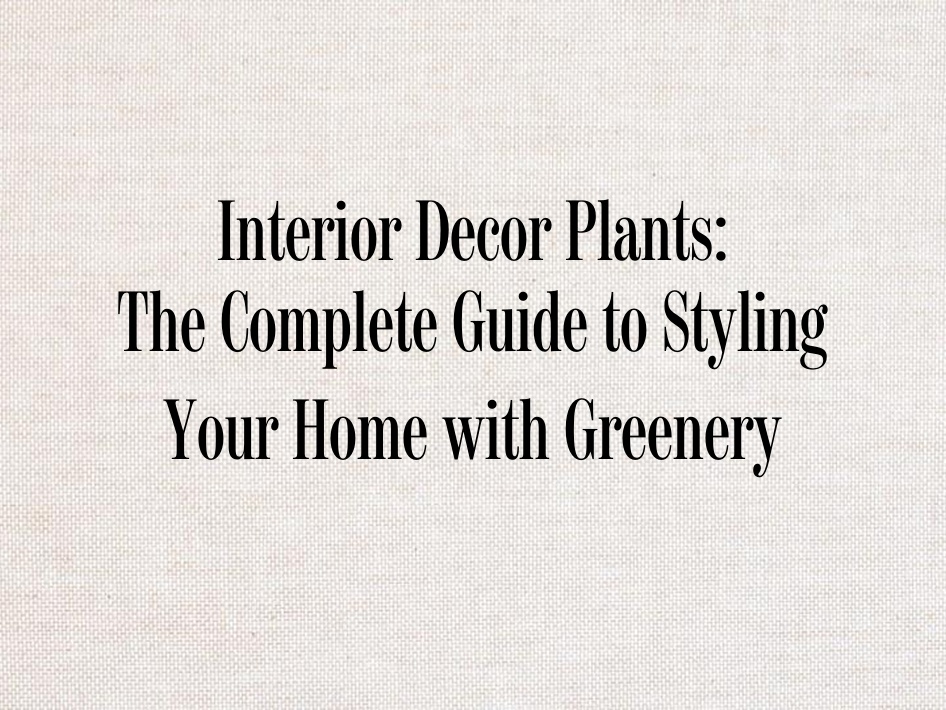 Interior Decor Plants:
The Complete Guide to Styling
Your Home with Greenery